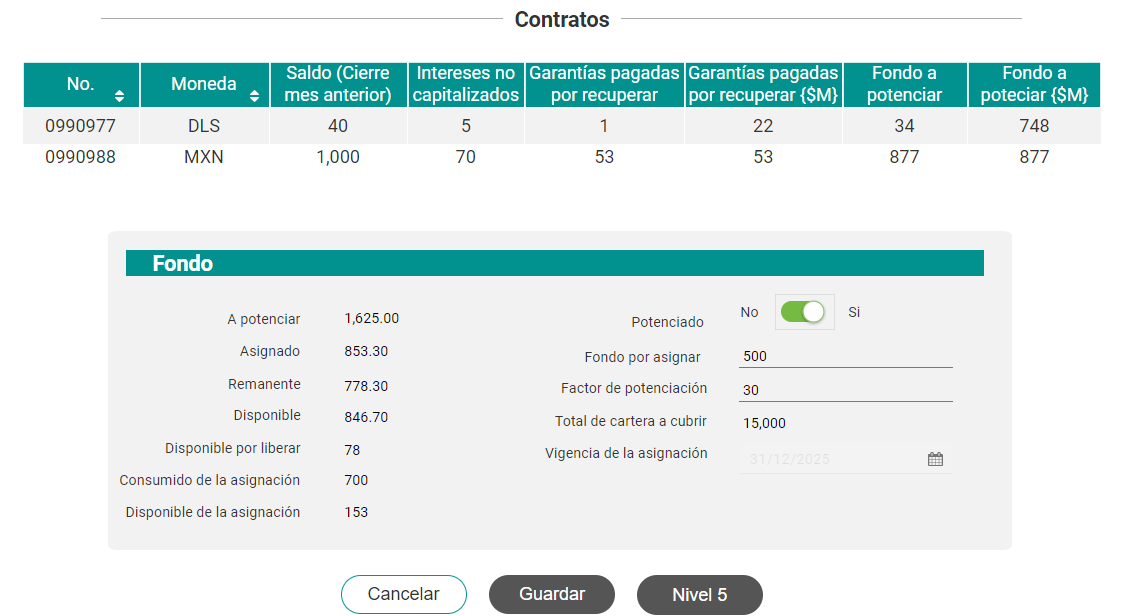 Contratos
No. Moneda Saldo (Cierre mes anterior) Intereses no capitalizados Garantías pagadas por recuperar Garantías pagadas por recuperar {$M} Fondo a potenciar Fondo a poteciar {$M}
0990977 DLS 40 5 1 22 34 748
0990988 MXN 1,000 70 53 53 877 877
Fondo
A potenciar 1,625.00
Asignado 853.30
Remanente 778.30
Disponible 846.70
Disponible por liberar 78
Consumido de la asignación 700
Disponible de la asignación 153
Potenciado No Si
Fondo por asignar 500
Factor de potenciación 30
Total de cartera a cubrir 15,000
Vigencia de la asignación 31/12/2025
Cancelar Guardar Nivel 5